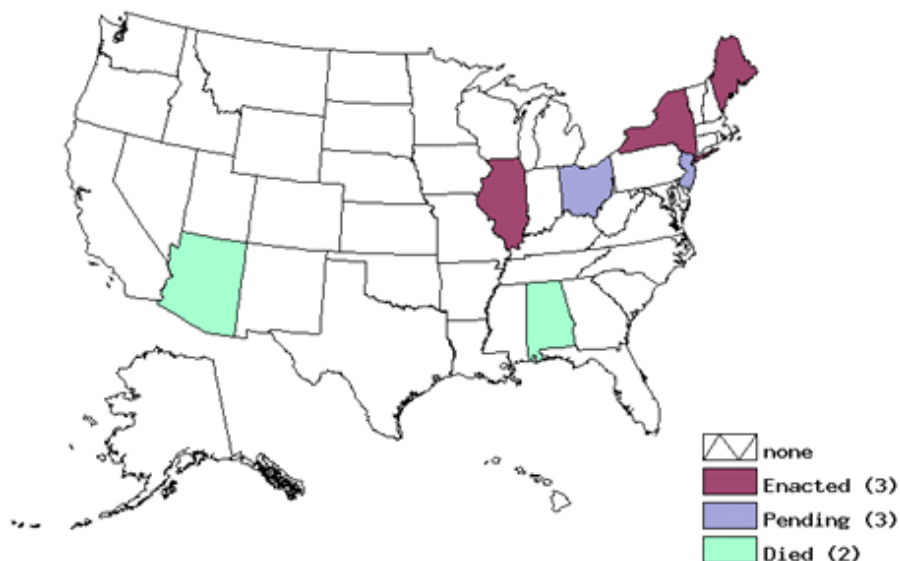 none
Enacted (3)
Pending (3)
Died (2)